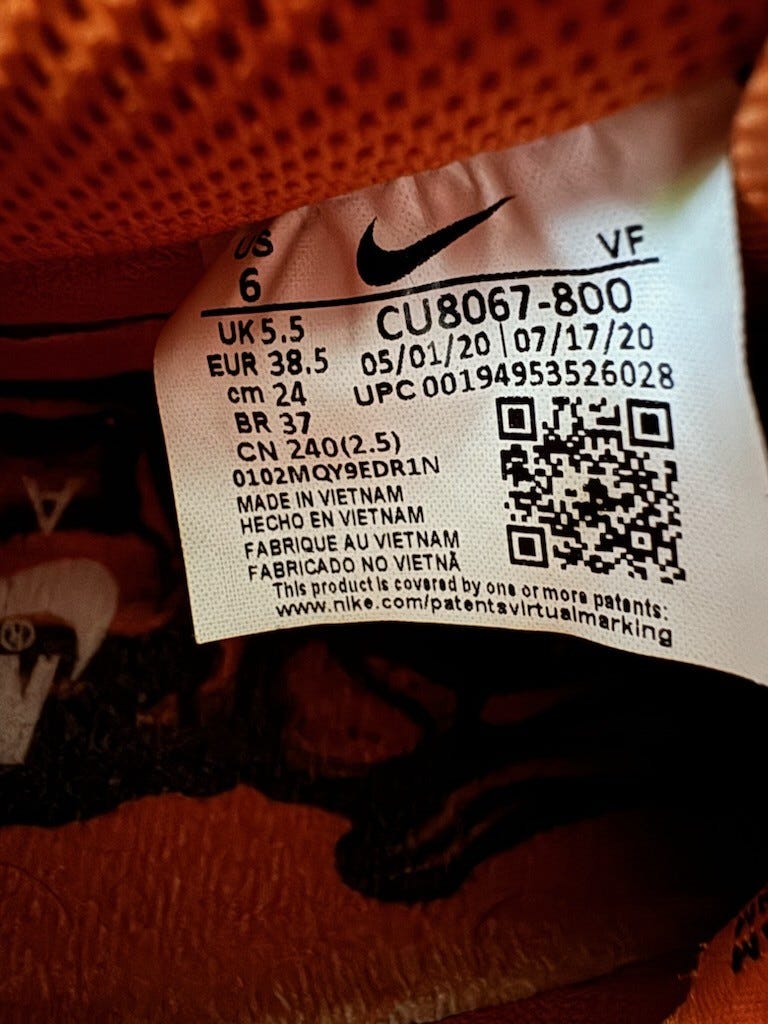 US
6
VF
UK 5.5
EUR 38.5
cm 24
BR 37
CN 240(2.5)
CU8067-800
05/01/20 | 07/17/20
UPC 00194953526028
0102MQY9EDR1N
MADE IN VIETNAM
HECHO EN VIETNAM
FABRIQUE AU VIETNAM
FABRICADO NO VIETNÃ
This product is covered by one or more patents:
www.nike.com/patentsvirtualmarking